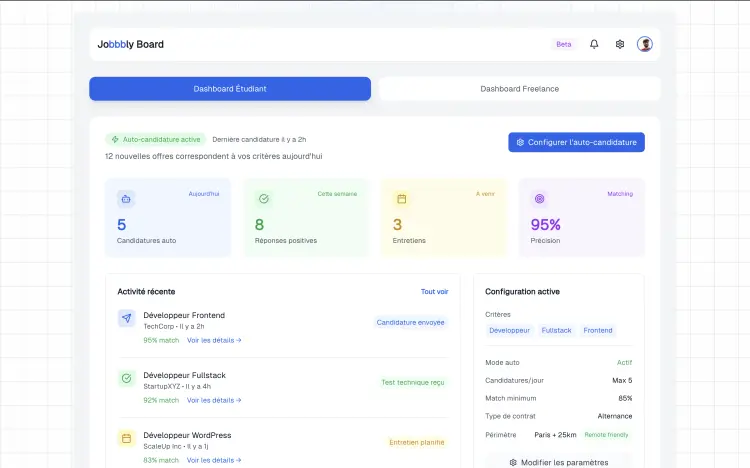 Jobbbly Board
Beta
Dashboard Étudiant
Dashboard Freelance
Auto-candidature active
Dernière candidature il y a 2h
12 nouvelles offres correspondent à vos critères aujourd'hui
Configurer l'auto-candidature
Aujourd'hui
5
Candidatures auto
Cette semaine
8
Réponses positives
À venir
3
Entretiens
Matching
95%
Précision
Activité récente
Tout voir
Développeur Frontend
TechCorp • Il y a 2h
Candidature envoyée
95% match
Voir les détails →
Développeur Fullstack
StartupXYZ • Il y a 4h
Test technique reçu
92% match
Voir les détails →
Développeur WordPress
ScaleUp Inc • Il y a 1j
Entretien planifié
83% match
Voir les détails →
Configuration active
Critères
Développeur
Fullstack
Frontend
Mode auto
Actif
Candidatures/jour
Max 5
Match minimum
85%
Type de contrat
Alternance
Périmètre
Paris + 25km
Remote friendly
Modifier les paramètres